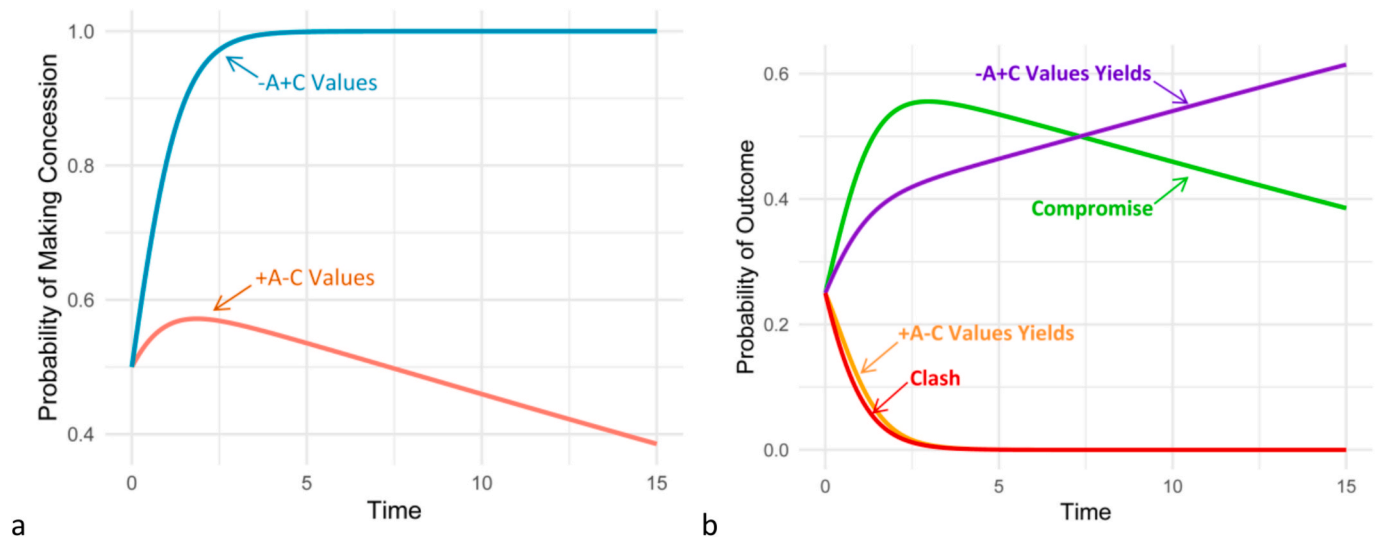 Probability of Making Concession
1.0
0.8
0.6
0.4
-A+C Values
+A-C Values
0
5
10
15
Time
a
Probability of Outcome
0.6
0.4
0.2
0.0
-A+C Values Yields
Compromise
+A-C Values Yields
Clash
0
5
10
15
Time
b